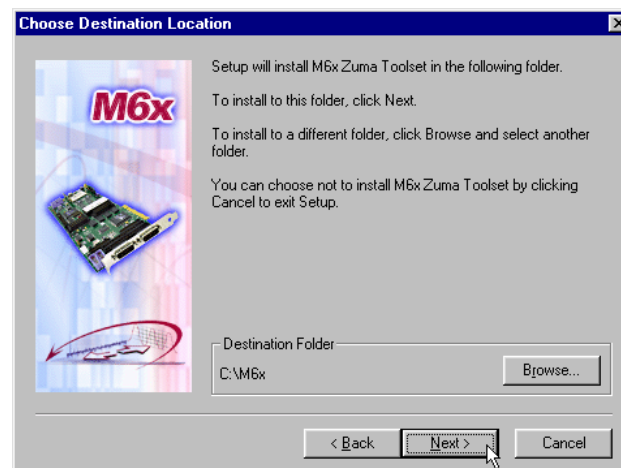 Choose Destination Location
M6x
Setup will install M6x Zuma Toolset in the following folder.
To install to this folder, click Next.
To install to a different folder, click Browse and select another
folder.
You can choose not to install M6x Zuma Toolset by clicking
Cancel to exit Setup.
Destination Folder
C:\M6x
Browse...
< Back
Next >
Cancel